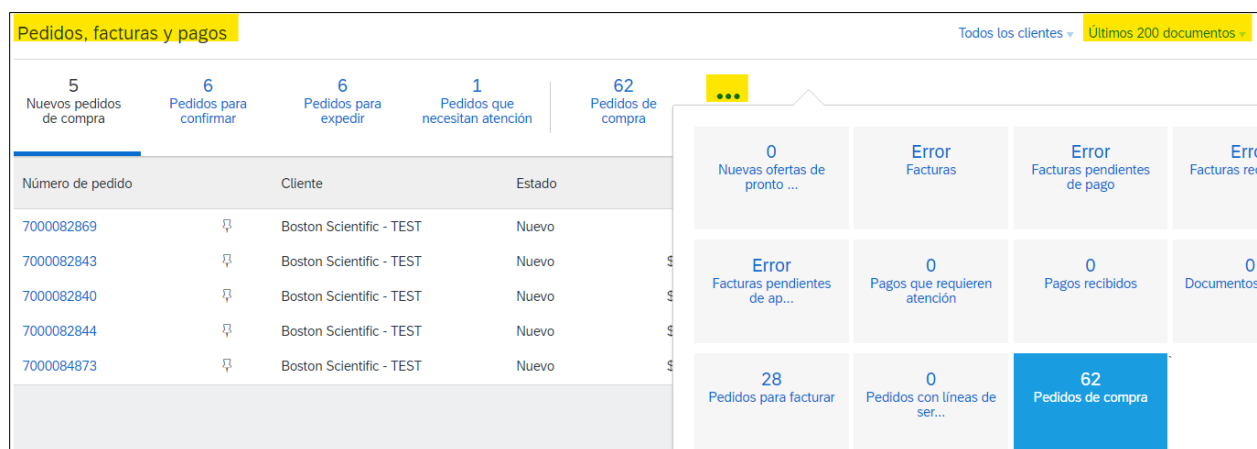 Pedidos, facturas y pagos
Todos los clientes
Últimos 200 documentos
5
Nuevos pedidos
de compra
6
Pedidos para
confirmar
6
Pedidos para
expedir
1
Pedidos que
necesitan atención
62
Pedidos de
compra
...
Número de pedido Cliente Estado
7000082869 Boston Scientific - TEST Nuevo
7000082843 Boston Scientific - TEST Nuevo $
7000082840 Boston Scientific - TEST Nuevo $
7000082844 Boston Scientific - TEST Nuevo $
7000084873 Boston Scientific - TEST Nuevo $
0
Nuevas ofertas de
pronto ...
Error
Facturas
Error
Facturas pendientes
de pago
Error
Facturas pendientes
de ap...
0
Pagos que requieren
atención
0
Pagos recibidos
0
Documentos
28
Pedidos para facturar
0
Pedidos con líneas de
ser...
62
Pedidos de compra